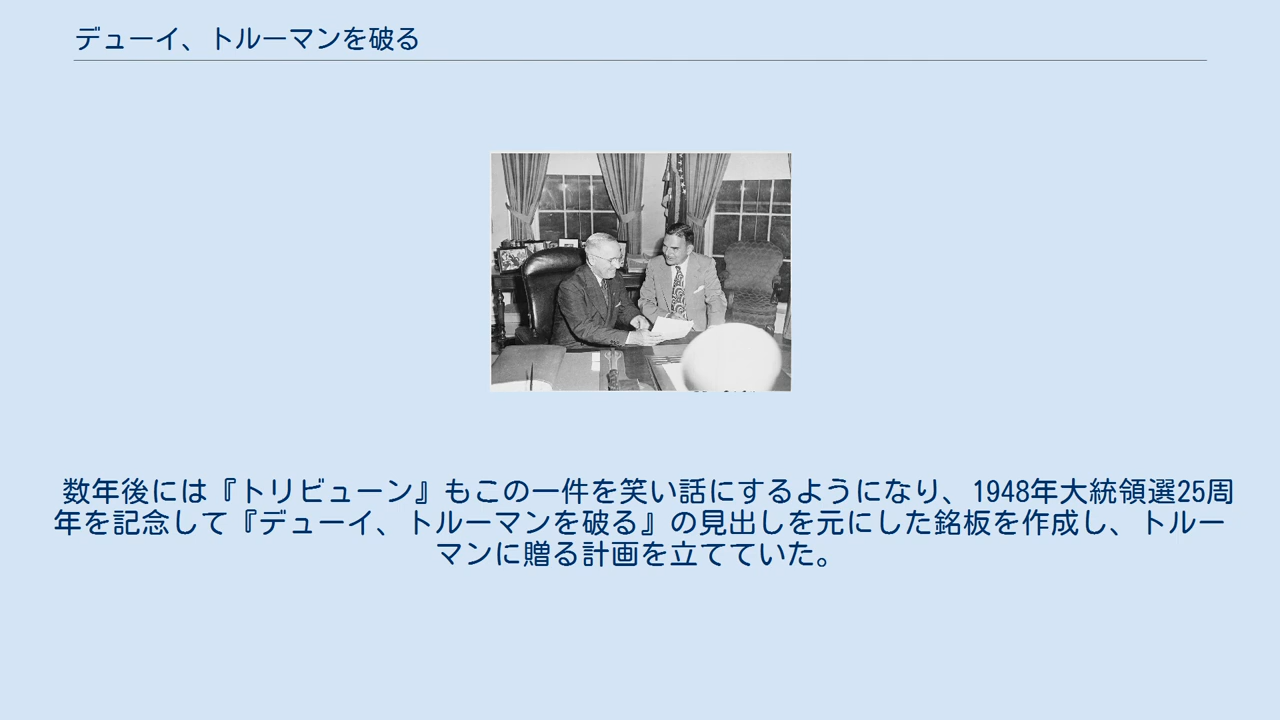 デューイ、トルーマンを破る
数年後には『トリビューン』もこの一件を笑い話にするようになり、1948年大統領選25周
年を記念して『デューイ、トルーマンを破る』の見出しを元にした銘板を作成し、トルー
マンに贈る計画を立てていた。